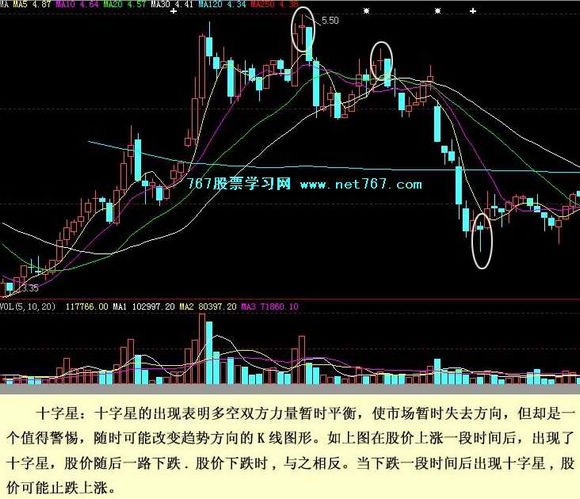 MA MA5 4.87 MA10 4.64 MA20 4.57 MA30 4.41 MA120 4.34 MA250 4.38
5.50
767股票学习网 www.net767.com
3.35
VOL(5,10,20) 117766.00 MA1 102997.20 MA2 80397.20 MA3 71860.10
十字星：十字星的出现表明多空双方力量暂时平衡，使市场暂时失去方向，但却是一
个值得警惕，随时可能改变趋势方向的K线图形。如上图在股价上涨一段时间后，出现了
十字星，股价随后一路下跌．股价下跌时，与之相反。当下跌一段时间后出现十字星，股
价可能止跌上涨。